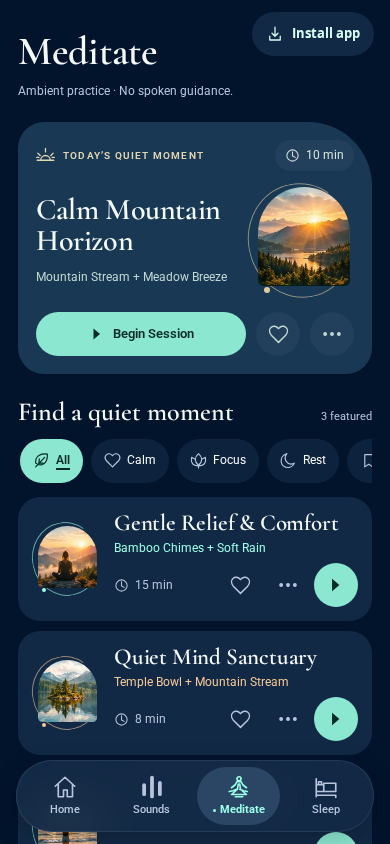 Install app
Meditate
Ambient practice · No spoken guidance.
TODAY'S QUIET MOMENT
10 min
Calm Mountain
Horizon
Mountain Stream + Meadow Breeze
Begin Session
Find a quiet moment
3 featured
All
Calm
Focus
Rest
Gentle Relief & Comfort
Bamboo Chimes + Soft Rain
15 min
Quiet Mind Sanctuary
Temple Bowl + Mountain Stream
8 min
Home
Sounds
Meditate
Sleep